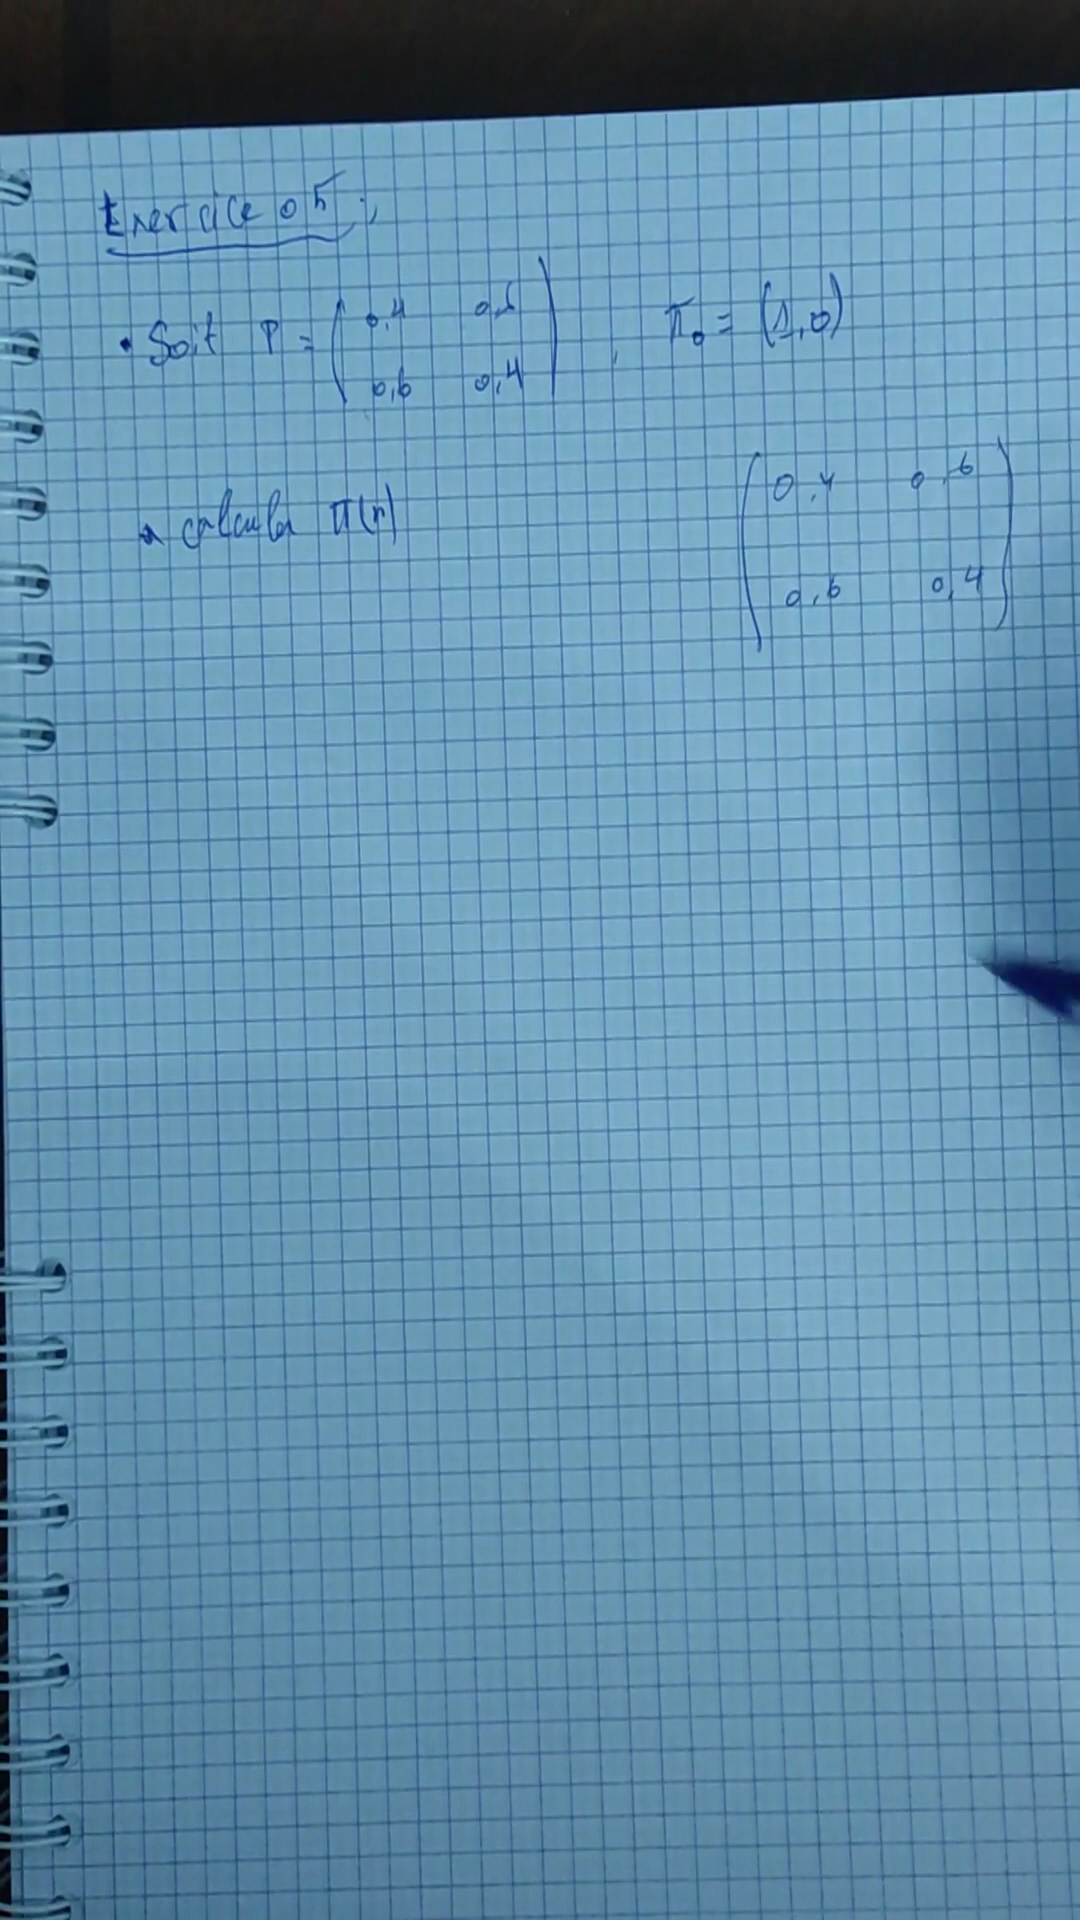 Exercice 05 :
• Soit P = ( 0,4 0,6
0,6 0,4 ) , π₀ = (1,0)
calculer π(n)
( 0,4 0,6
0,6 0,4 )